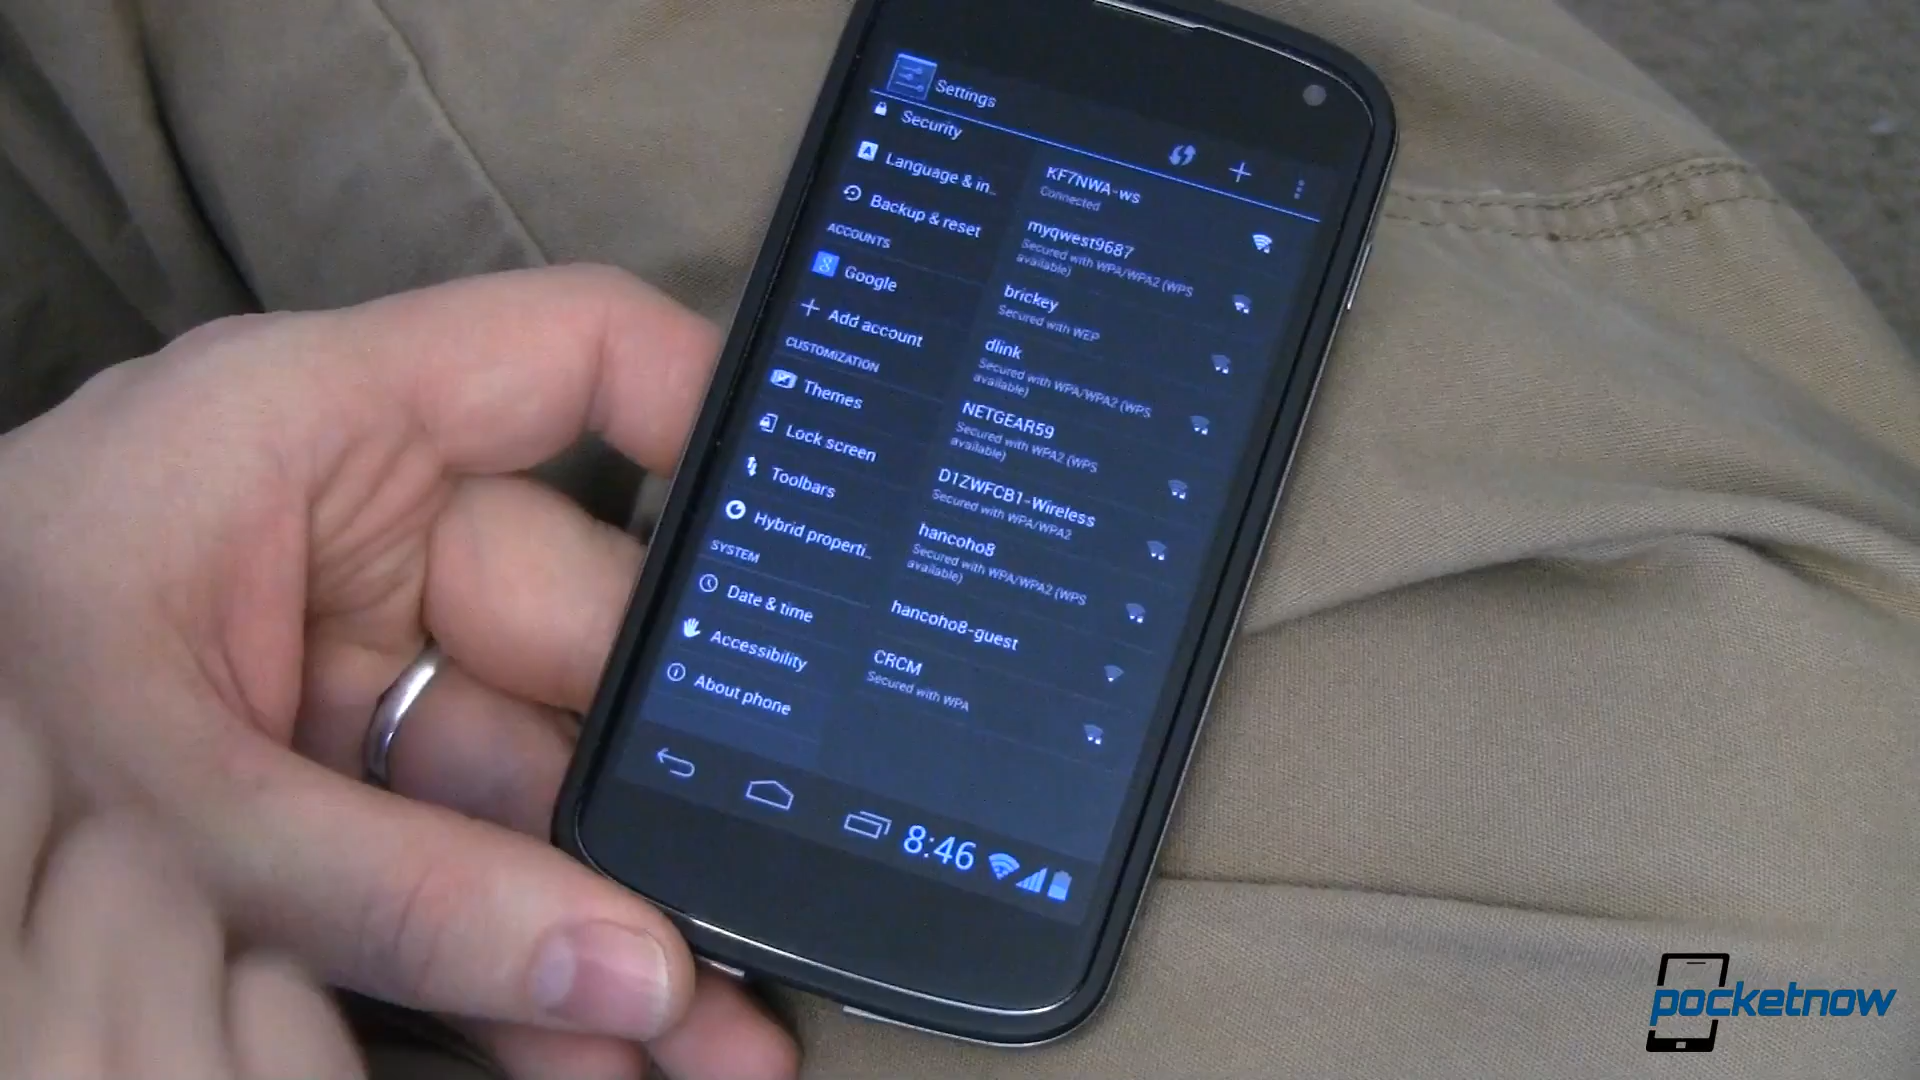 Settings
Security
Language & in...
Backup & reset
ACCOUNTS
Google
Add account
CUSTOMIZATION
Themes
Lock screen
Toolbars
Hybrid properti...
SYSTEM
Date & time
Accessibility
About phone
KF7NWA-ws
Connected
myqwest9687
Secured with WPA/WPA2 (WPS
available)
brickey
Secured with WEP
dlink
Secured with WPA/WPA2 (WPS
available)
NETGEAR59
Secured with WPA2 (WPS
available)
D1ZWFCB1-Wireless
Secured with WPA/WPA2
hancoho8
Secured with WPA/WPA2 (WPS
available)
hancoho8-guest
CRCM
Secured with WPA
8:46
pocketnow